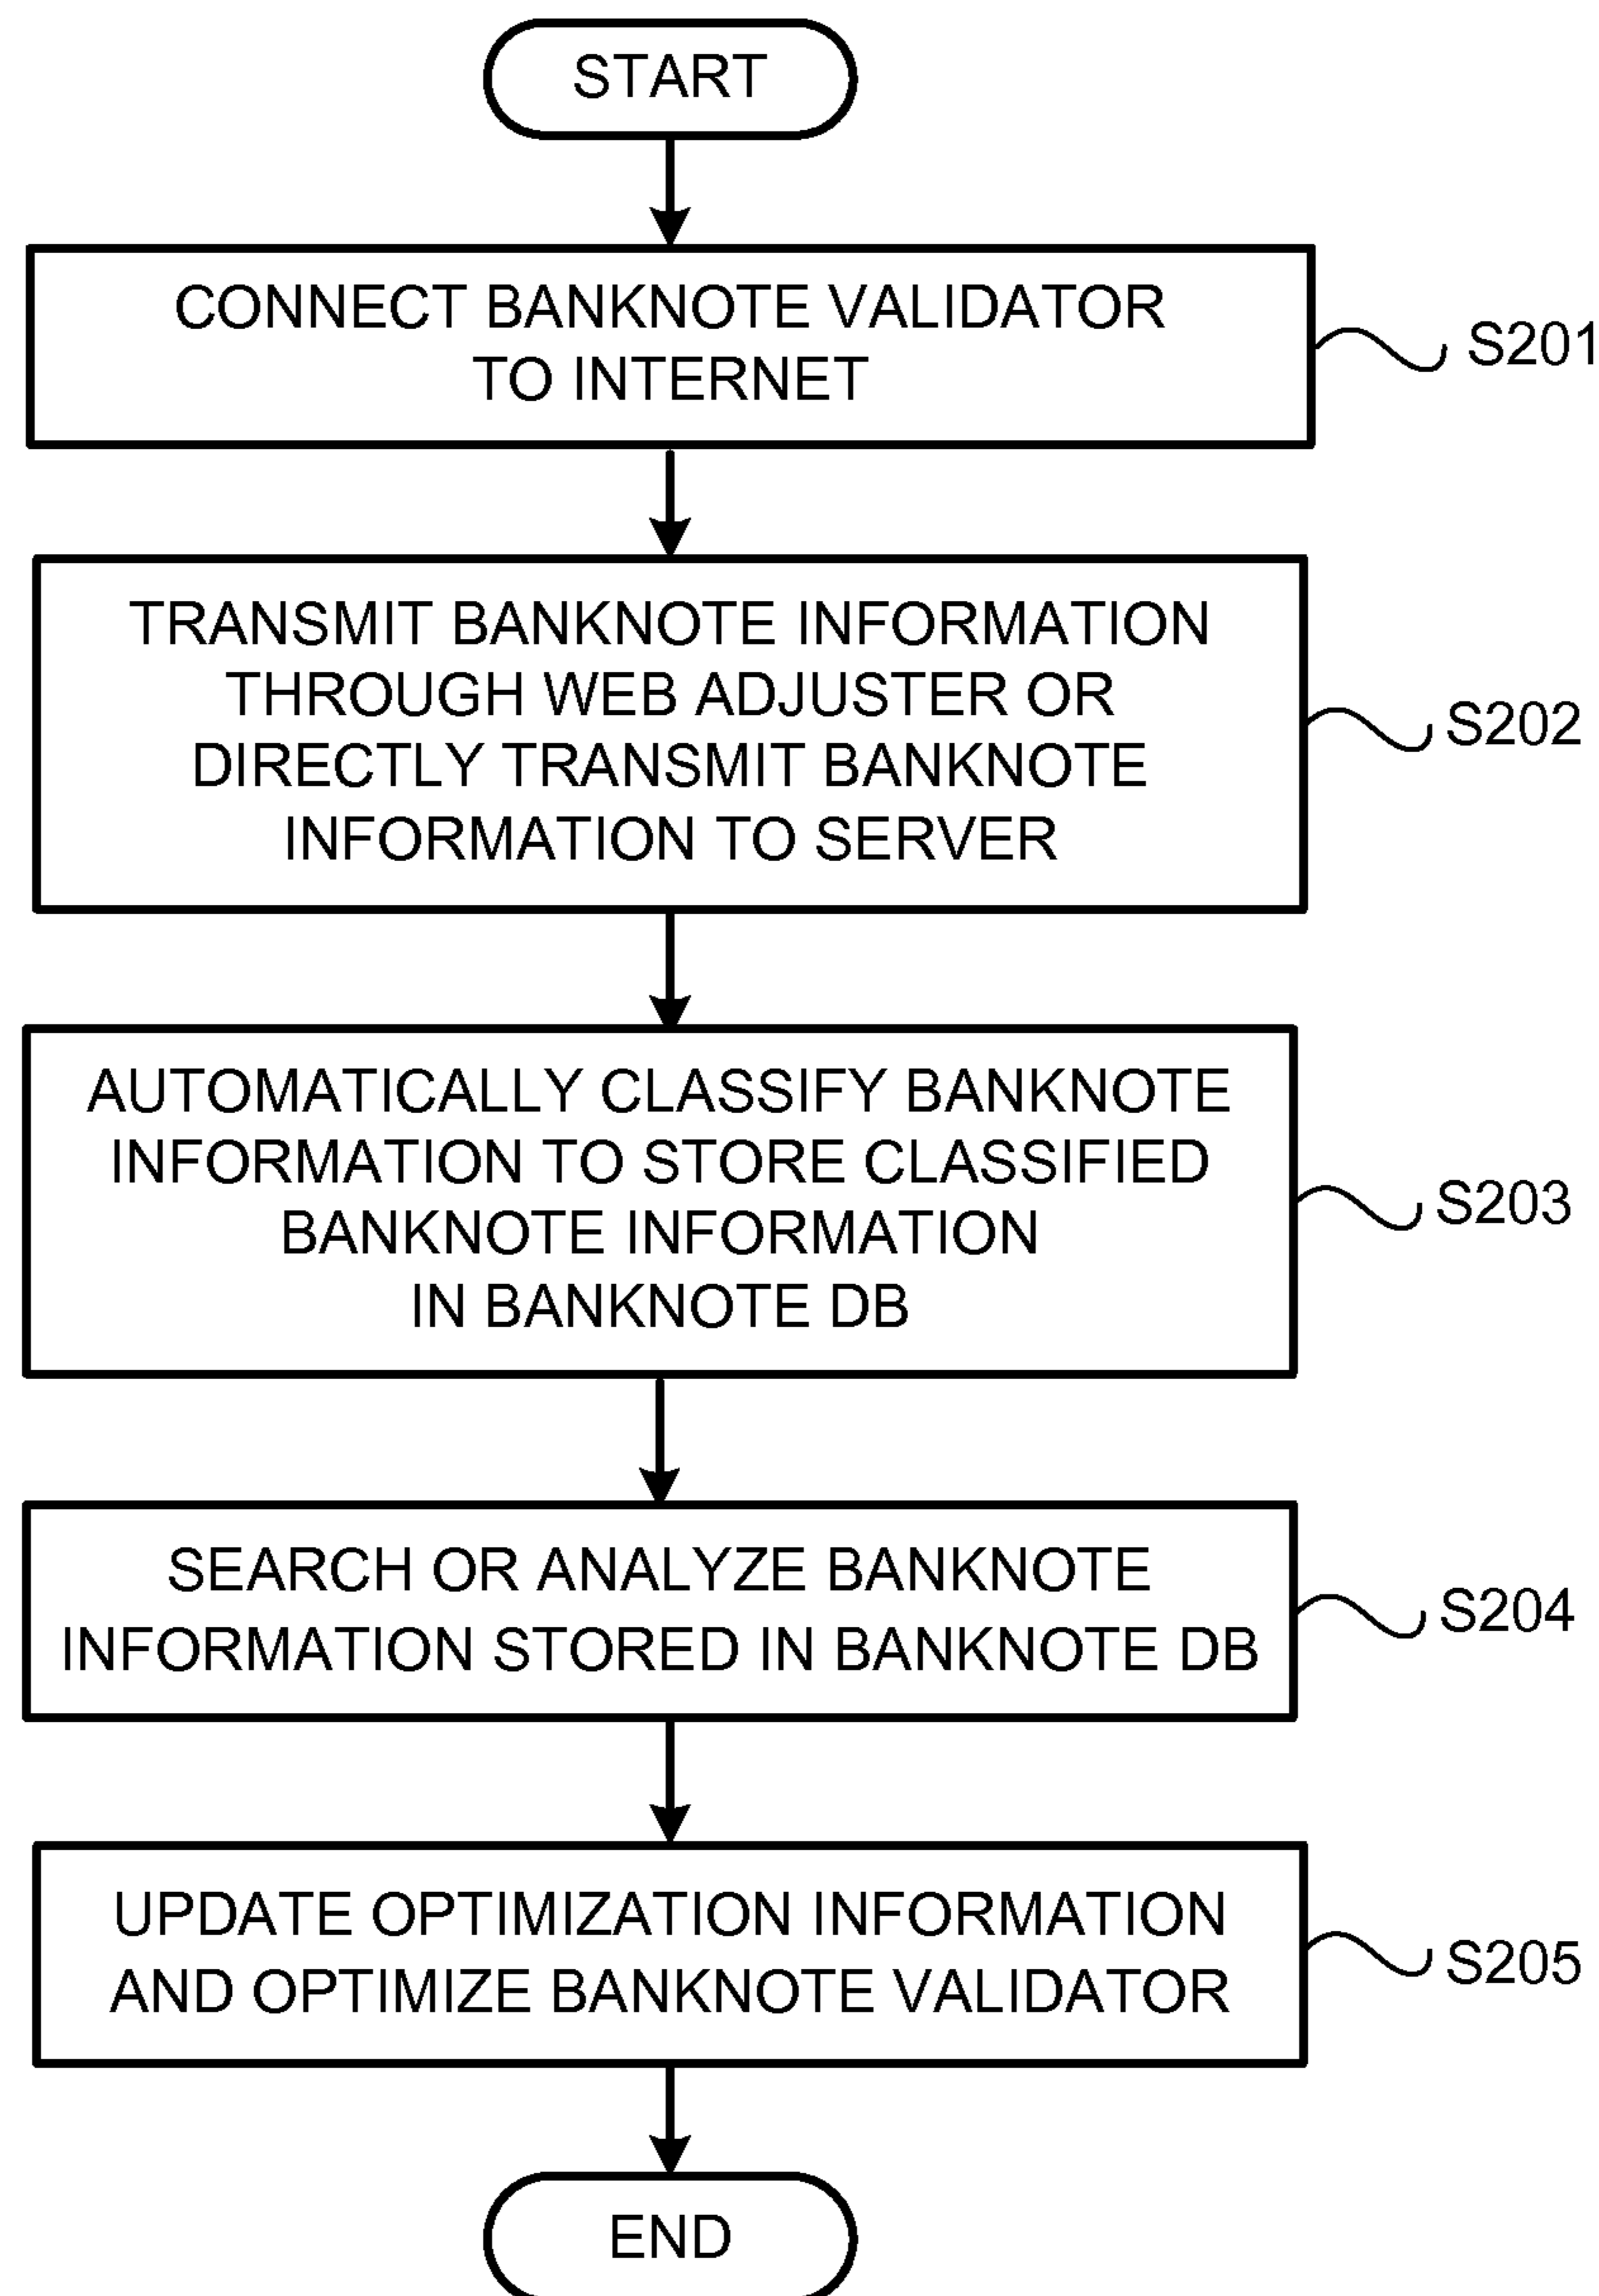 START
CONNECT BANKNOTE VALIDATOR
TO INTERNET
S201
TRANSMIT BANKNOTE INFORMATION
THROUGH WEB ADJUSTER OR
DIRECTLY TRANSMIT BANKNOTE
INFORMATION TO SERVER
S202
AUTOMATICALLY CLASSIFY BANKNOTE
INFORMATION TO STORE CLASSIFIED
BANKNOTE INFORMATION
IN BANKNOTE DB
S203
SEARCH OR ANALYZE BANKNOTE
INFORMATION STORED IN BANKNOTE DB
S204
UPDATE OPTIMIZATION INFORMATION
AND OPTIMIZE BANKNOTE VALIDATOR
S205
END